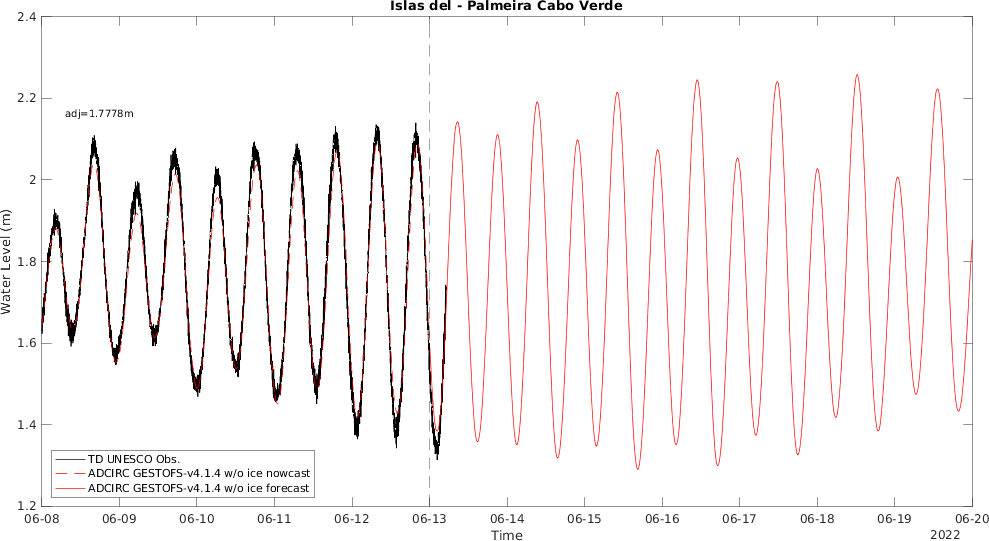 Islas del - Palmeira Cabo Verde
2.4
2.2
2
1.8
1.6
1.4
1.2
Water Level (m)
adj=1.7778m
TD UNESCO Obs.
ADCIRC GESTOFS-v4.1.4 w/o ice nowcast
ADCIRC GESTOFS-v4.1.4 w/o ice forecast
06-08 06-09 06-10 06-11 06-12 06-13 06-14 06-15 06-16 06-17 06-18 06-19 06-20
Time
2022